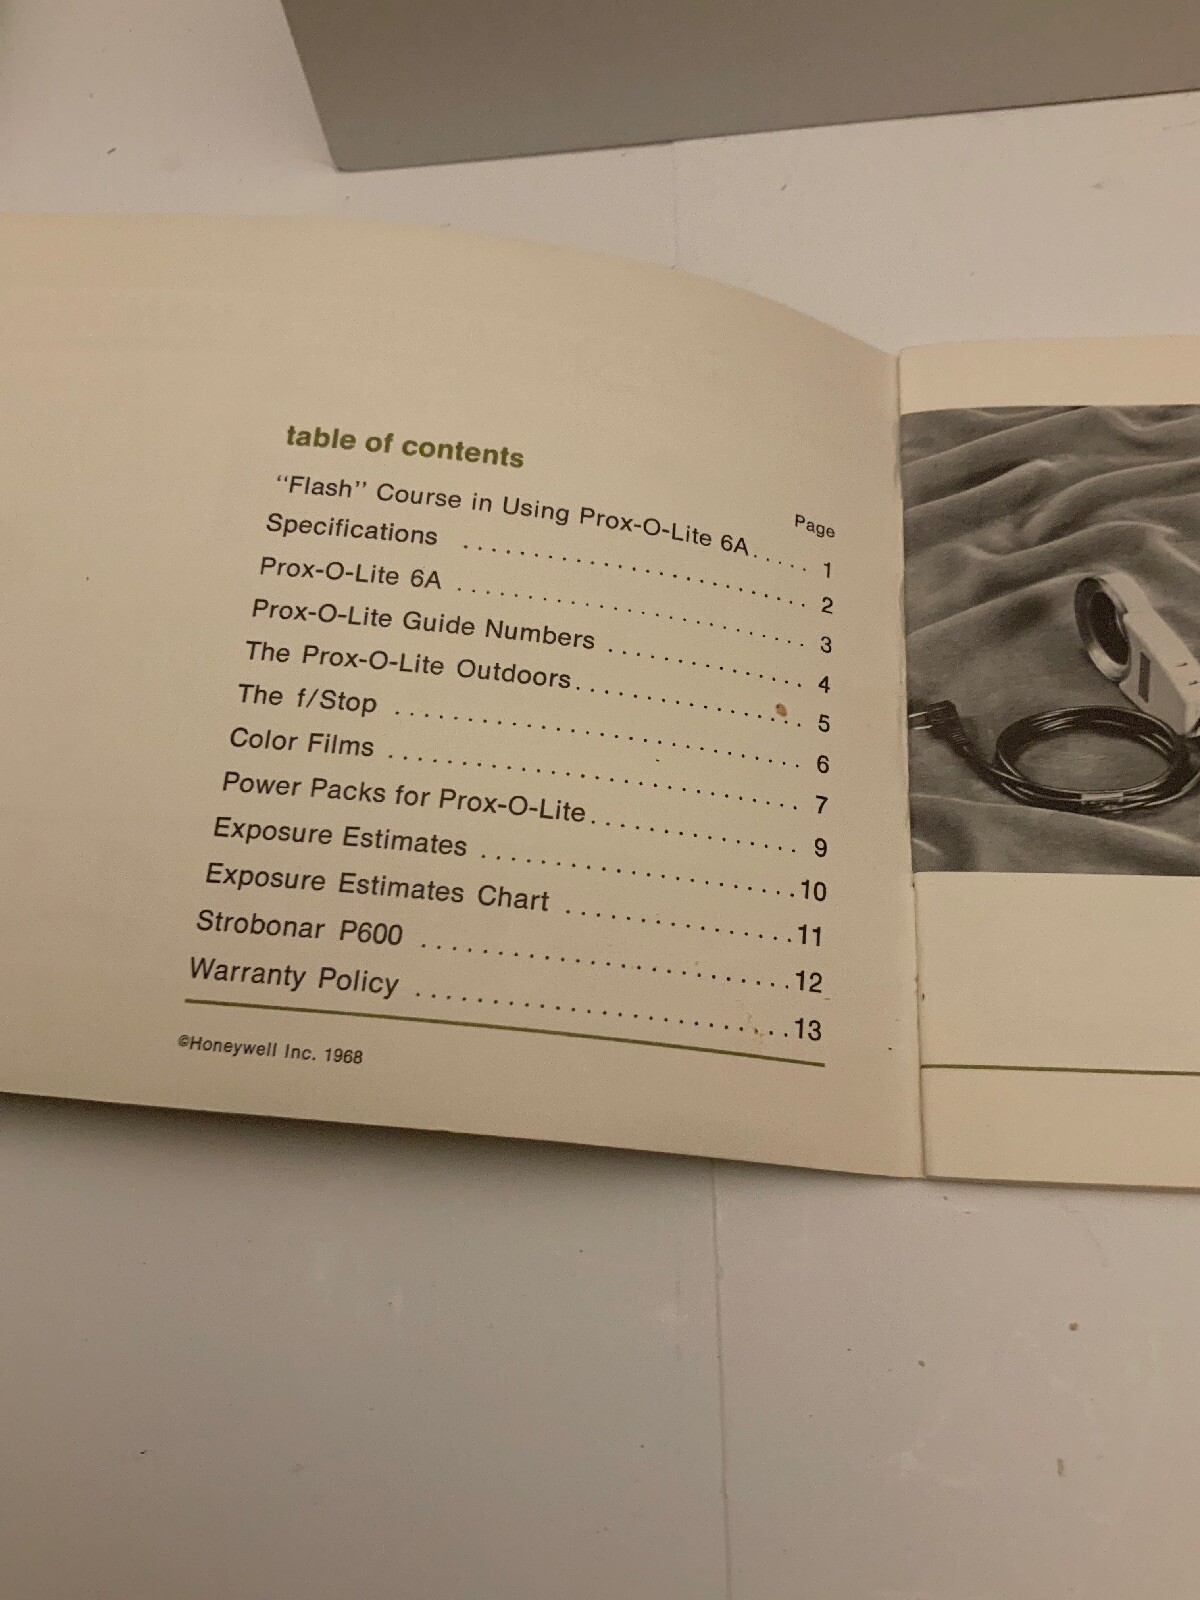 table of contents
Page
“Flash” Course in Using Prox-O-Lite 6A..... 1
Specifications .............................. 2
Prox-O-Lite 6A .............................. 3
Prox-O-Lite Guide Numbers ................ 4
The Prox-O-Lite Outdoors................... 5
The f/Stop .................................. 6
Color Films ................................. 7
Power Packs for Prox-O-Lite................ 9
Exposure Estimates ........................10
Exposure Estimates Chart .................11
Strobonar P600 ............................12
Warranty Policy ............................13
©Honeywell Inc. 1968